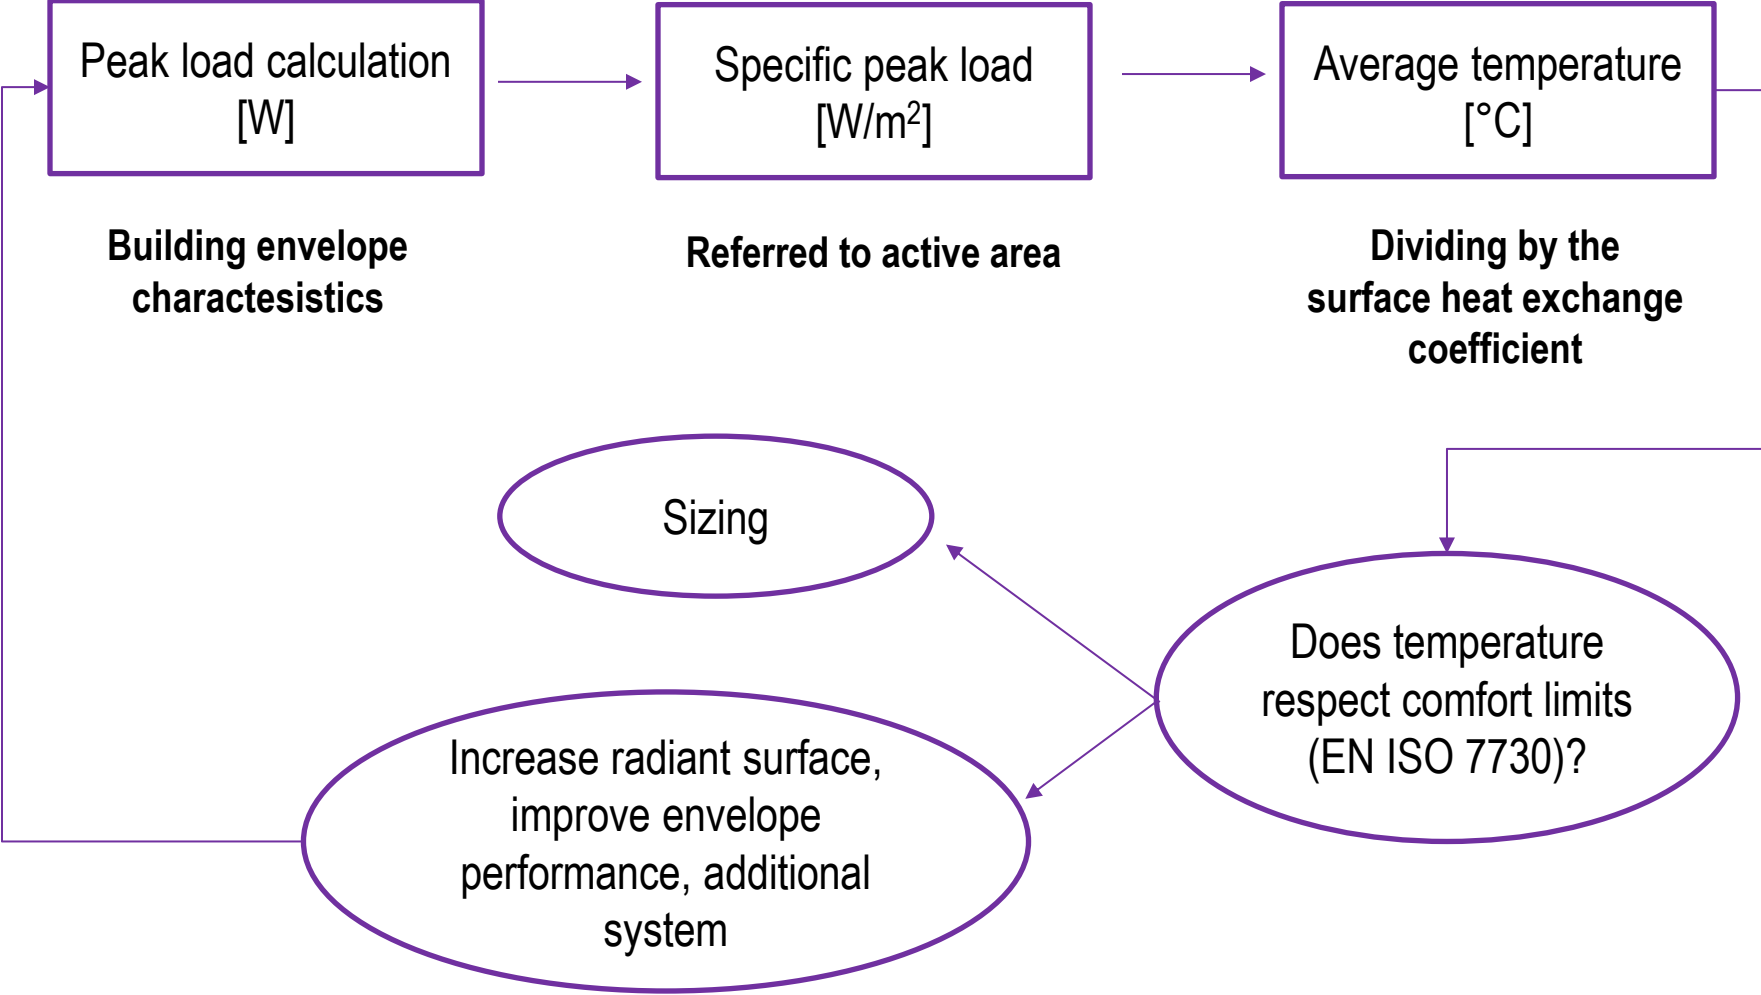 Peak load calculation
[W]
Specific peak load
[W/m²]
Average temperature
[°C]
Building envelope
charactesistics
Referred to active area
Dividing by the
surface heat exchange
coefficient
Sizing
Does temperature
respect comfort limits
(EN ISO 7730)?
Increase radiant surface,
improve envelope
performance, additional
system